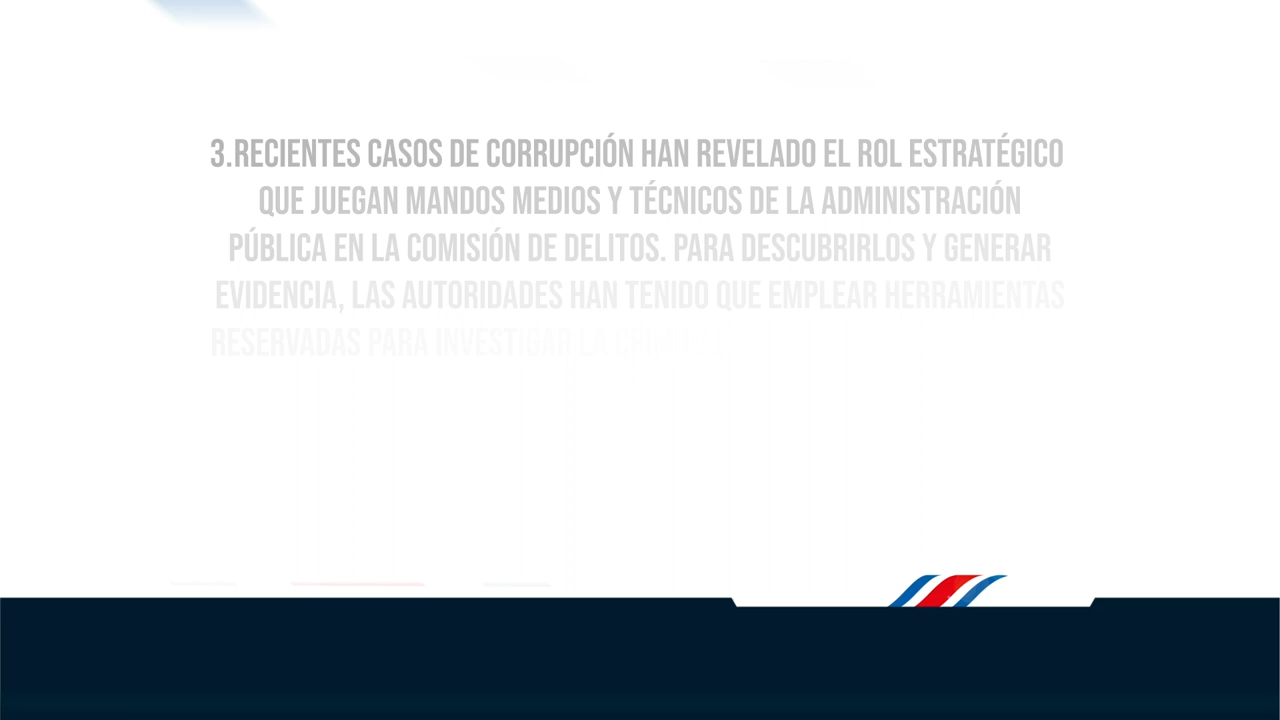 3.RECIENTES CASOS DE CORRUPCIÓN HAN REVELADO EL ROL ESTRATÉGICO
QUE JUEGAN MANDOS MEDIOS Y TÉCNICOS DE LA ADMINISTRACIÓN
PÚBLICA EN LA COMISIÓN DE DELITOS. PARA DESCUBRIRLOS Y GENERAR
EVIDENCIA, LAS AUTORIDADES HAN TENIDO QUE EMPLEAR HERRAMIENTAS
RESERVADAS PARA INVESTIGAR LA